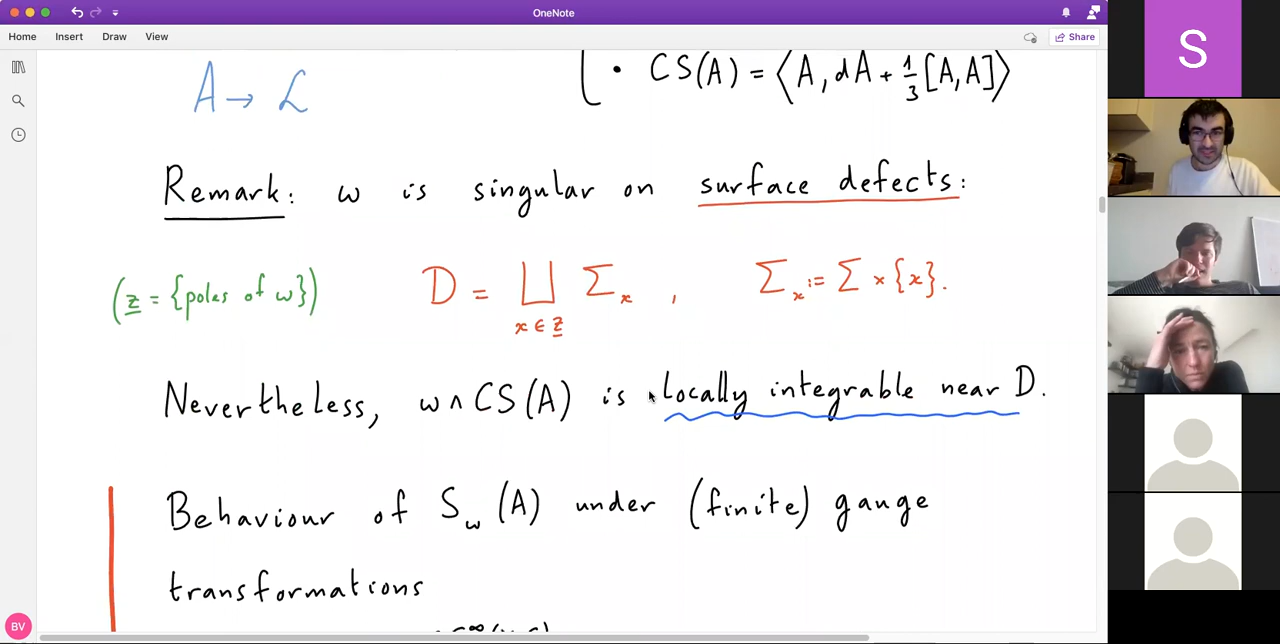 OneNote
Home Insert Draw View Share
A → ℒ
• CS(A) = ⟨A, dA + 1/3 [A, A]⟩
Remark: ω is singular on surface defects:
(z = {poles of ω}) D = ⊔ Σₓ , Σₓ := Σ × {x}.
x ∈ z
Nevertheless, ω ∧ CS(A) is locally integrable near D.
Behaviour of S_ω (A) under (finite) gauge
transformations
BV
S